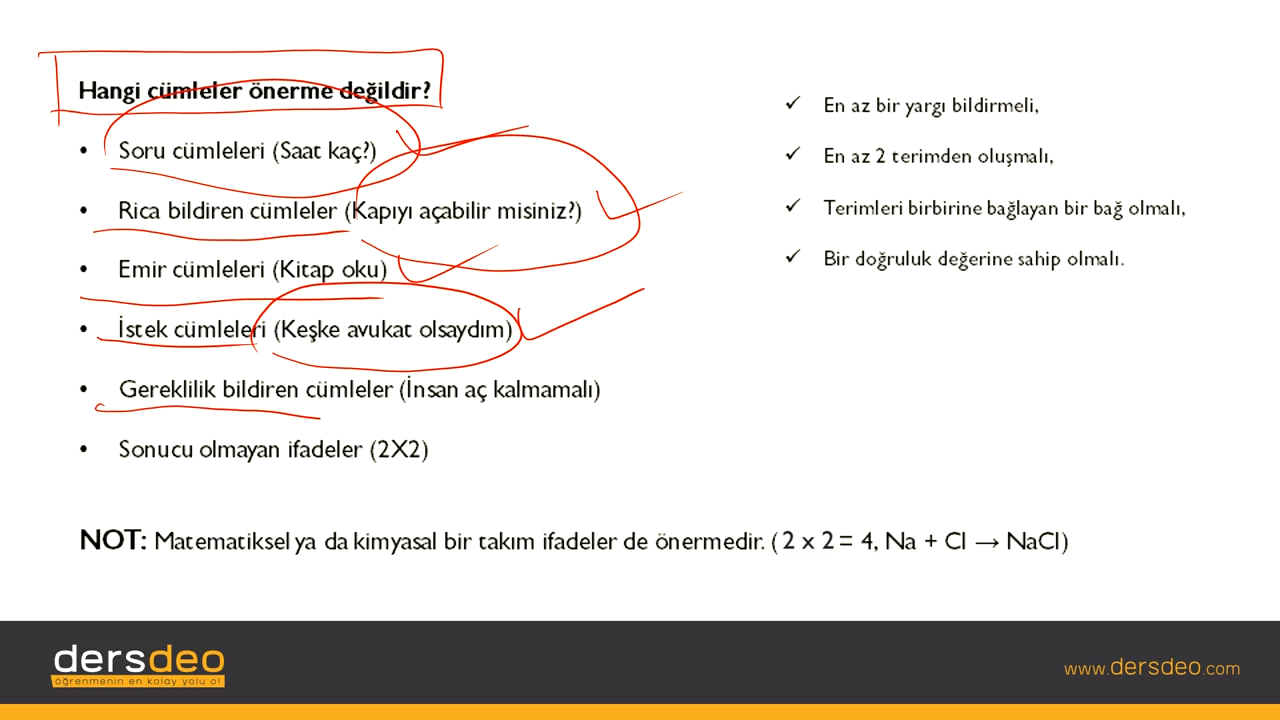 Hangi cümleler önerme değildir?
• Soru cümleleri (Saat kaç?)
• Rica bildiren cümleler (Kapıyı açabilir misiniz?)
• Emir cümleleri (Kitap oku)
• İstek cümleleri (Keşke avukat olsaydım)
• Gereklilik bildiren cümleler (İnsan aç kalmamalı)
• Sonucu olmayan ifadeler (2X2)
✓ En az bir yargı bildirmeli,
✓ En az 2 terimden oluşmalı,
✓ Terimleri birbirine bağlayan bir bağ olmalı,
✓ Bir doğruluk değerine sahip olmalı.
NOT: Matematiksel ya da kimyasal bir takım ifadeler de önermedir. ( 2 x 2 = 4, Na + Cl → NaCl)
dersdeo
öğrenmenin en kolay yolu o!
www.dersdeo.com